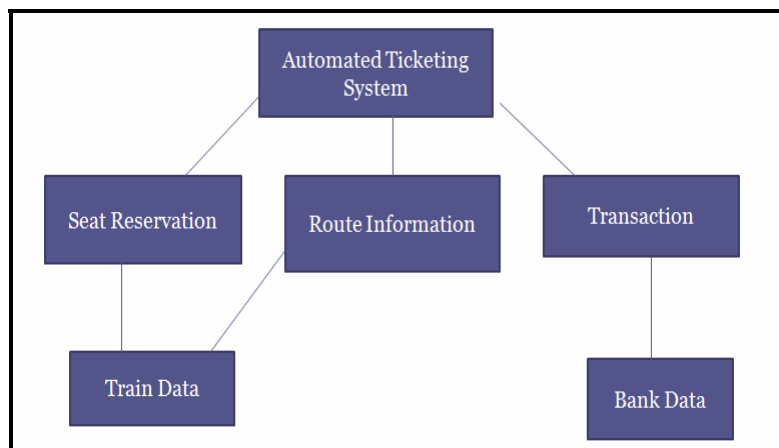 Automated Ticketing
System
Seat Reservation
Route Information
Transaction
Train Data
Bank Data